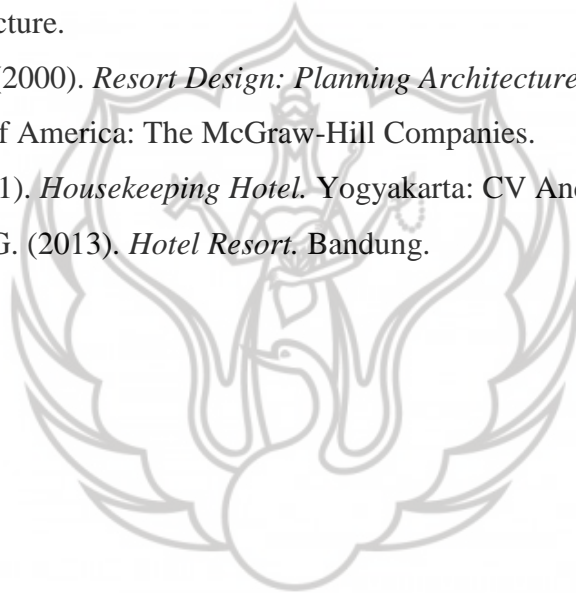 cture.
(2000). Resort Design: Planning Architecture
f America: The McGraw-Hill Companies.
1). Housekeeping Hotel. Yogyakarta: CV An
G. (2013). Hotel Resort. Bandung.